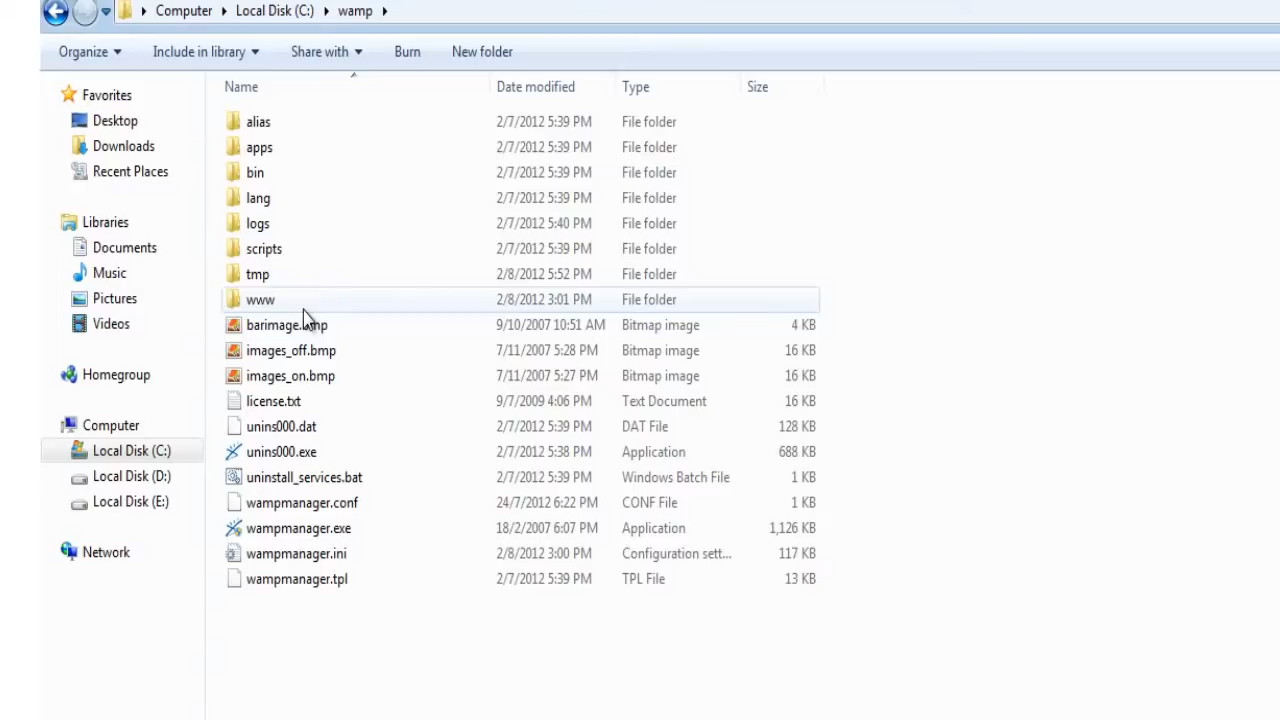 Computer Local Disk (C:) wamp
Organize Include in library Share with Burn New folder
Name Date modified Type Size
Favorites
Desktop
Downloads
Recent Places
Libraries
Documents
Music
Pictures
Videos
Homegroup
Computer
Local Disk (C:)
Local Disk (D:)
Local Disk (E:)
Network
alias 2/7/2012 5:39 PM File folder
apps 2/7/2012 5:39 PM File folder
bin 2/7/2012 5:39 PM File folder
lang 2/7/2012 5:39 PM File folder
logs 2/7/2012 5:40 PM File folder
scripts 2/7/2012 5:39 PM File folder
tmp 2/8/2012 5:52 PM File folder
www 2/8/2012 3:01 PM File folder
barimage.bmp 9/10/2007 10:51 AM Bitmap image 4 KB
images_off.bmp 7/11/2007 5:28 PM Bitmap image 16 KB
images_on.bmp 7/11/2007 5:27 PM Bitmap image 16 KB
license.txt 9/7/2009 4:06 PM Text Document 16 KB
unins000.dat 2/7/2012 5:39 PM DAT File 128 KB
unins000.exe 2/7/2012 5:38 PM Application 688 KB
uninstall_services.bat 2/7/2012 5:39 PM Windows Batch File 1 KB
wampmanager.conf 24/7/2012 6:22 PM CONF File 1 KB
wampmanager.exe 18/2/2007 6:07 PM Application 1,126 KB
wampmanager.ini 2/8/2012 3:00 PM Configuration sett... 117 KB
wampmanager.tpl 2/7/2012 5:39 PM TPL File 13 KB